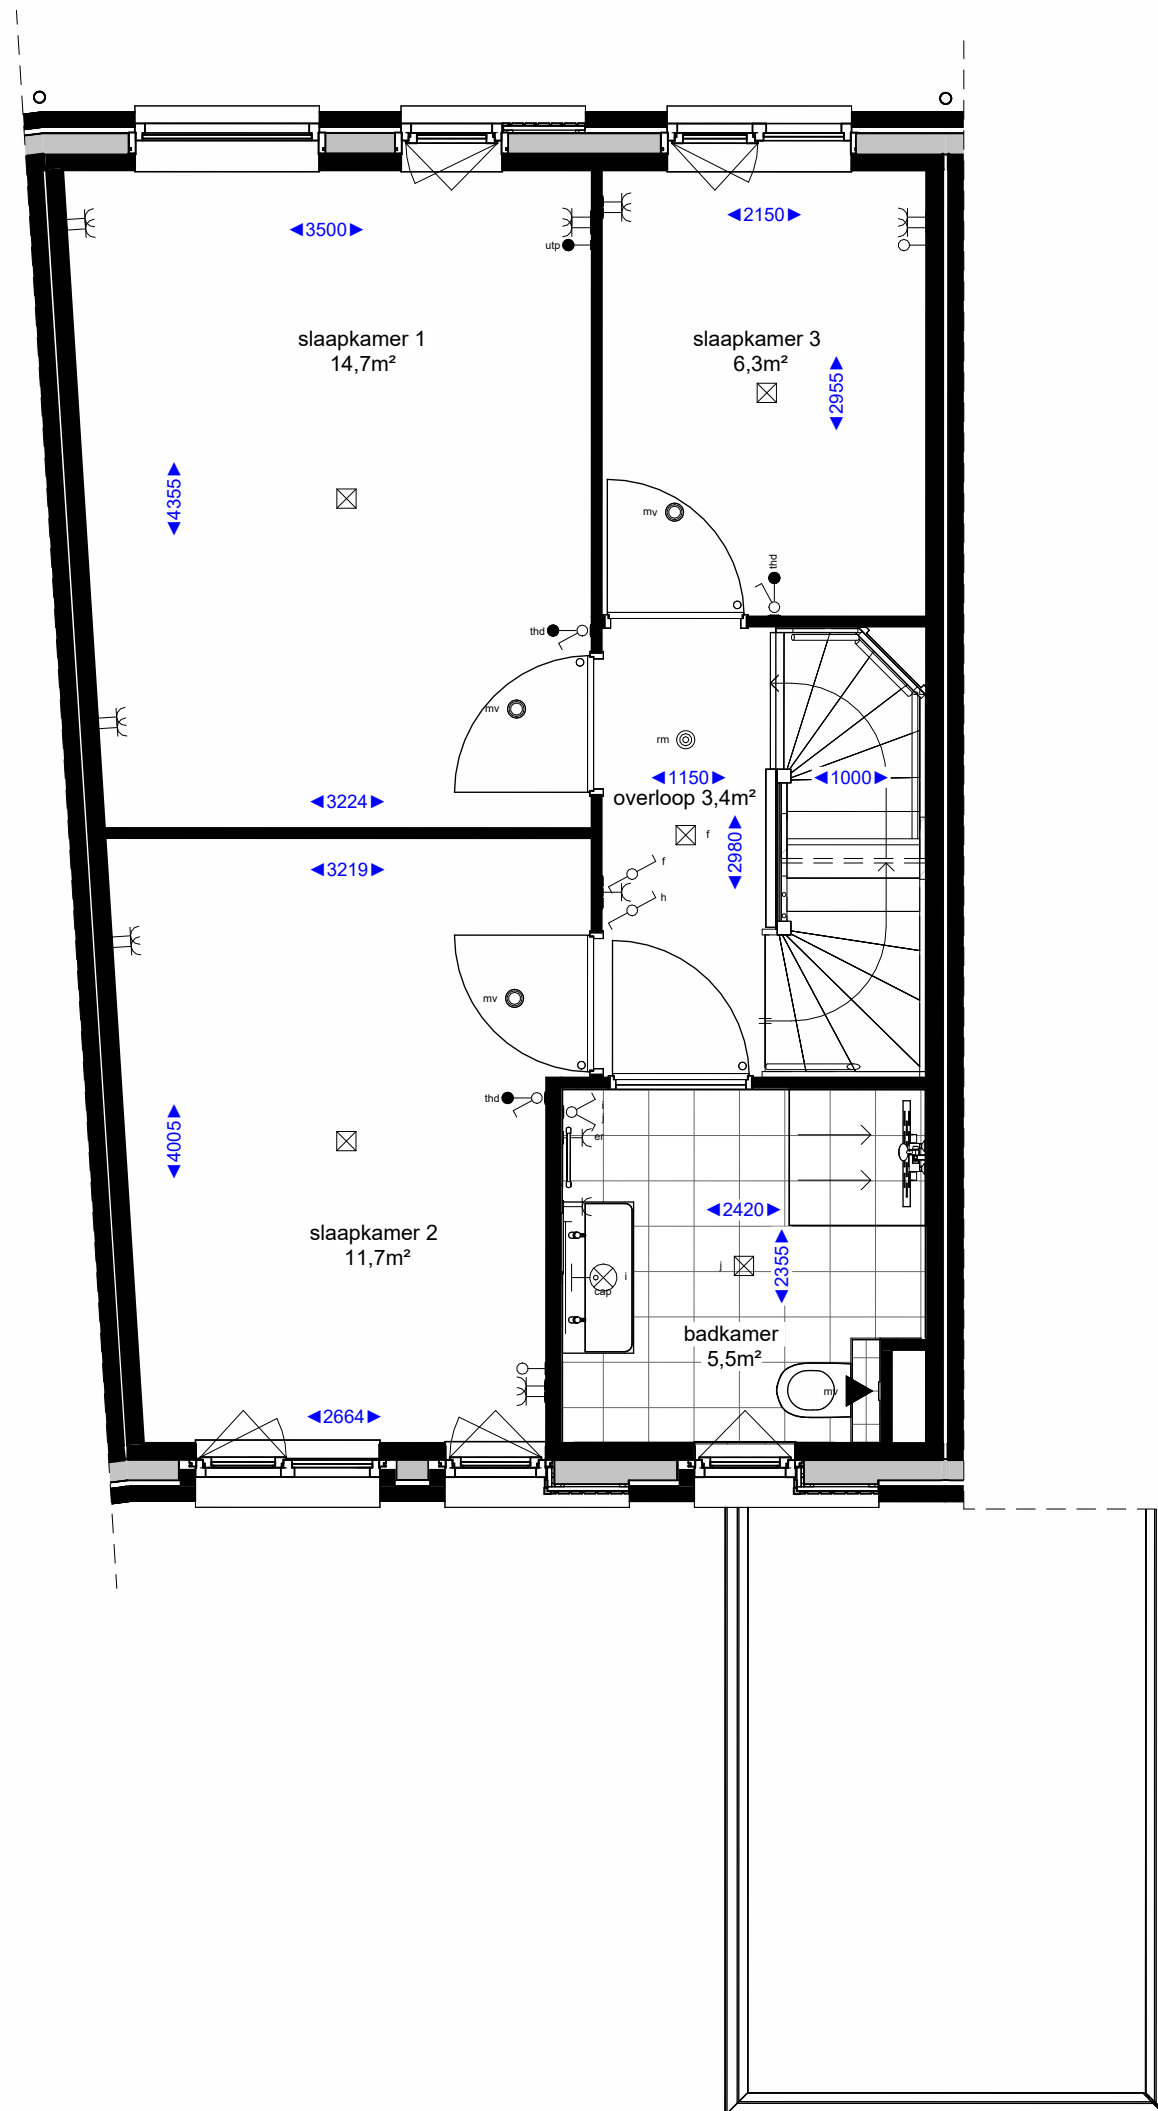 3500
2150
utp
slaapkamer 1
14,7m²
slaapkamer 3
6,3m²
2955
4355
mv
thd
thd
mv
rm
1150
1000
overloop 3,4m²
f
2980
3224
3219
f
h
mv
thd
er
4005
2420
2355
slaapkamer 2
11,7m²
j
i
cap
badkamer
5,5m²
mv
2664